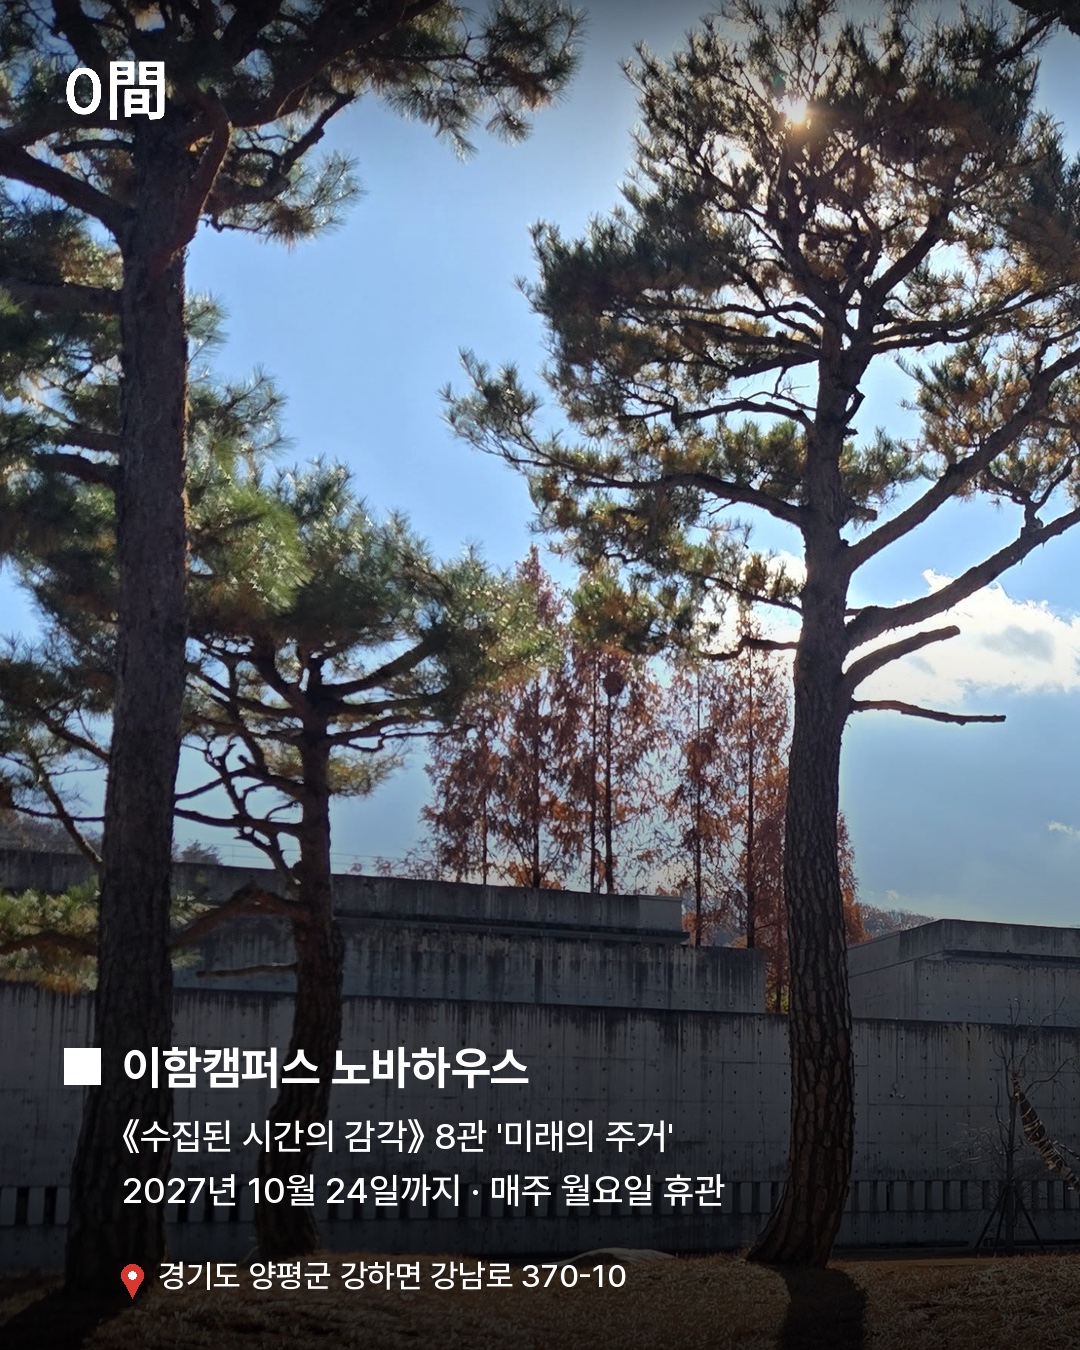 0間
이함캠퍼스 노바하우스
《수집된 시간의 감각》 8관 '미래의 주거'
2027년 10월 24일까지 · 매주 월요일 휴관
경기도 양평군 강하면 강남로 370-10